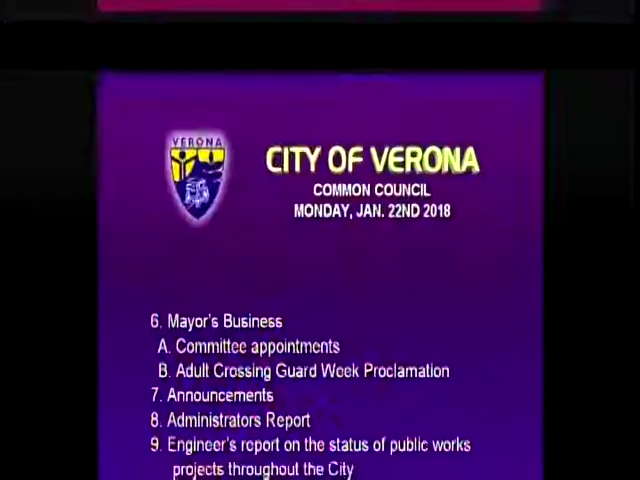 VERONA
CITY OF VERONA
COMMON COUNCIL
MONDAY, JAN. 22ND 2018
6. Mayor's Business
A. Committee appointments
B. Adult Crossing Guard Week Proclamation
7. Announcements
8. Administrators Report
9. Engineer's report on the status of public works
projects throughout the City